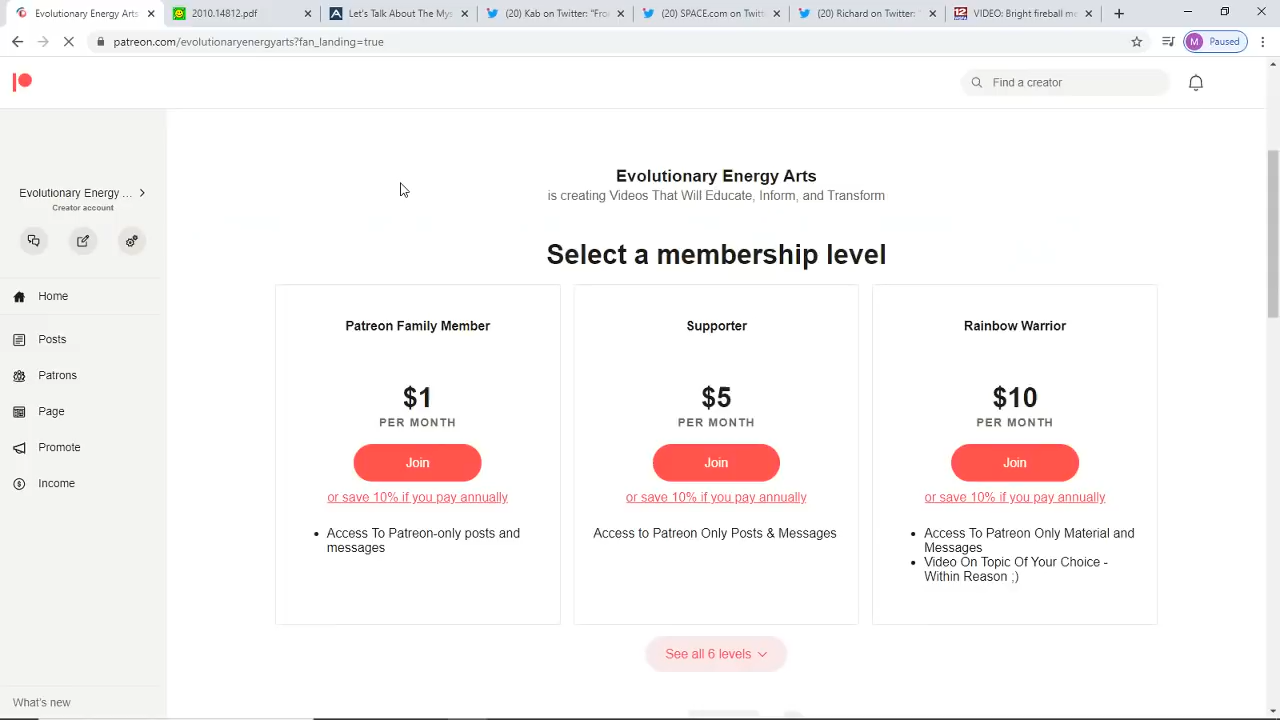 Evolutionary Energy Arts
2010.14812.pdf
Let's Talk About The Mys
(20) Kab on Twitter: "Fre
(20) SPACE.com on Twitte
(20) Richard on Twitter:
VIDEO: Bright fireball me
patreon.com/evolutionaryenergyarts?fan_landing=true
M Paused
Find a creator
Evolutionary Energy ...
Creator account
Home
Posts
Patrons
Page
Promote
Income
What's new
Evolutionary Energy Arts
is creating Videos That Will Educate, Inform, and Transform
Select a membership level
Patreon Family Member
$1
PER MONTH
Join
or save 10% if you pay annually
• Access To Patreon-only posts and
messages
Supporter
$5
PER MONTH
Join
or save 10% if you pay annually
Access to Patreon Only Posts & Messages
Rainbow Warrior
$10
PER MONTH
Join
or save 10% if you pay annually
• Access To Patreon Only Material and
Messages
• Video On Topic Of Your Choice -
Within Reason ;)
See all 6 levels